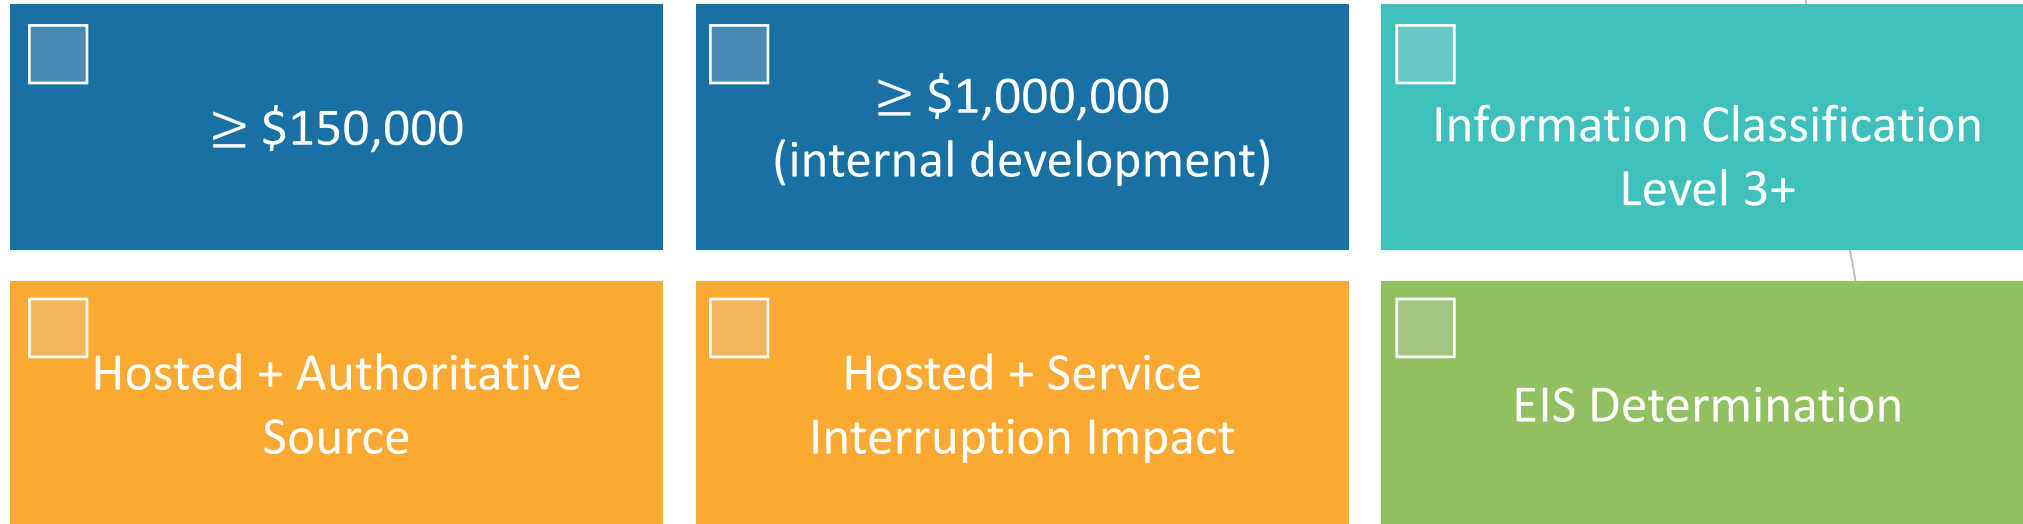 ≥ $150,000
≥ $1,000,000
(internal development)
Information Classification
Level 3+
Hosted + Authoritative
Source
Hosted + Service
Interruption Impact
EIS Determination